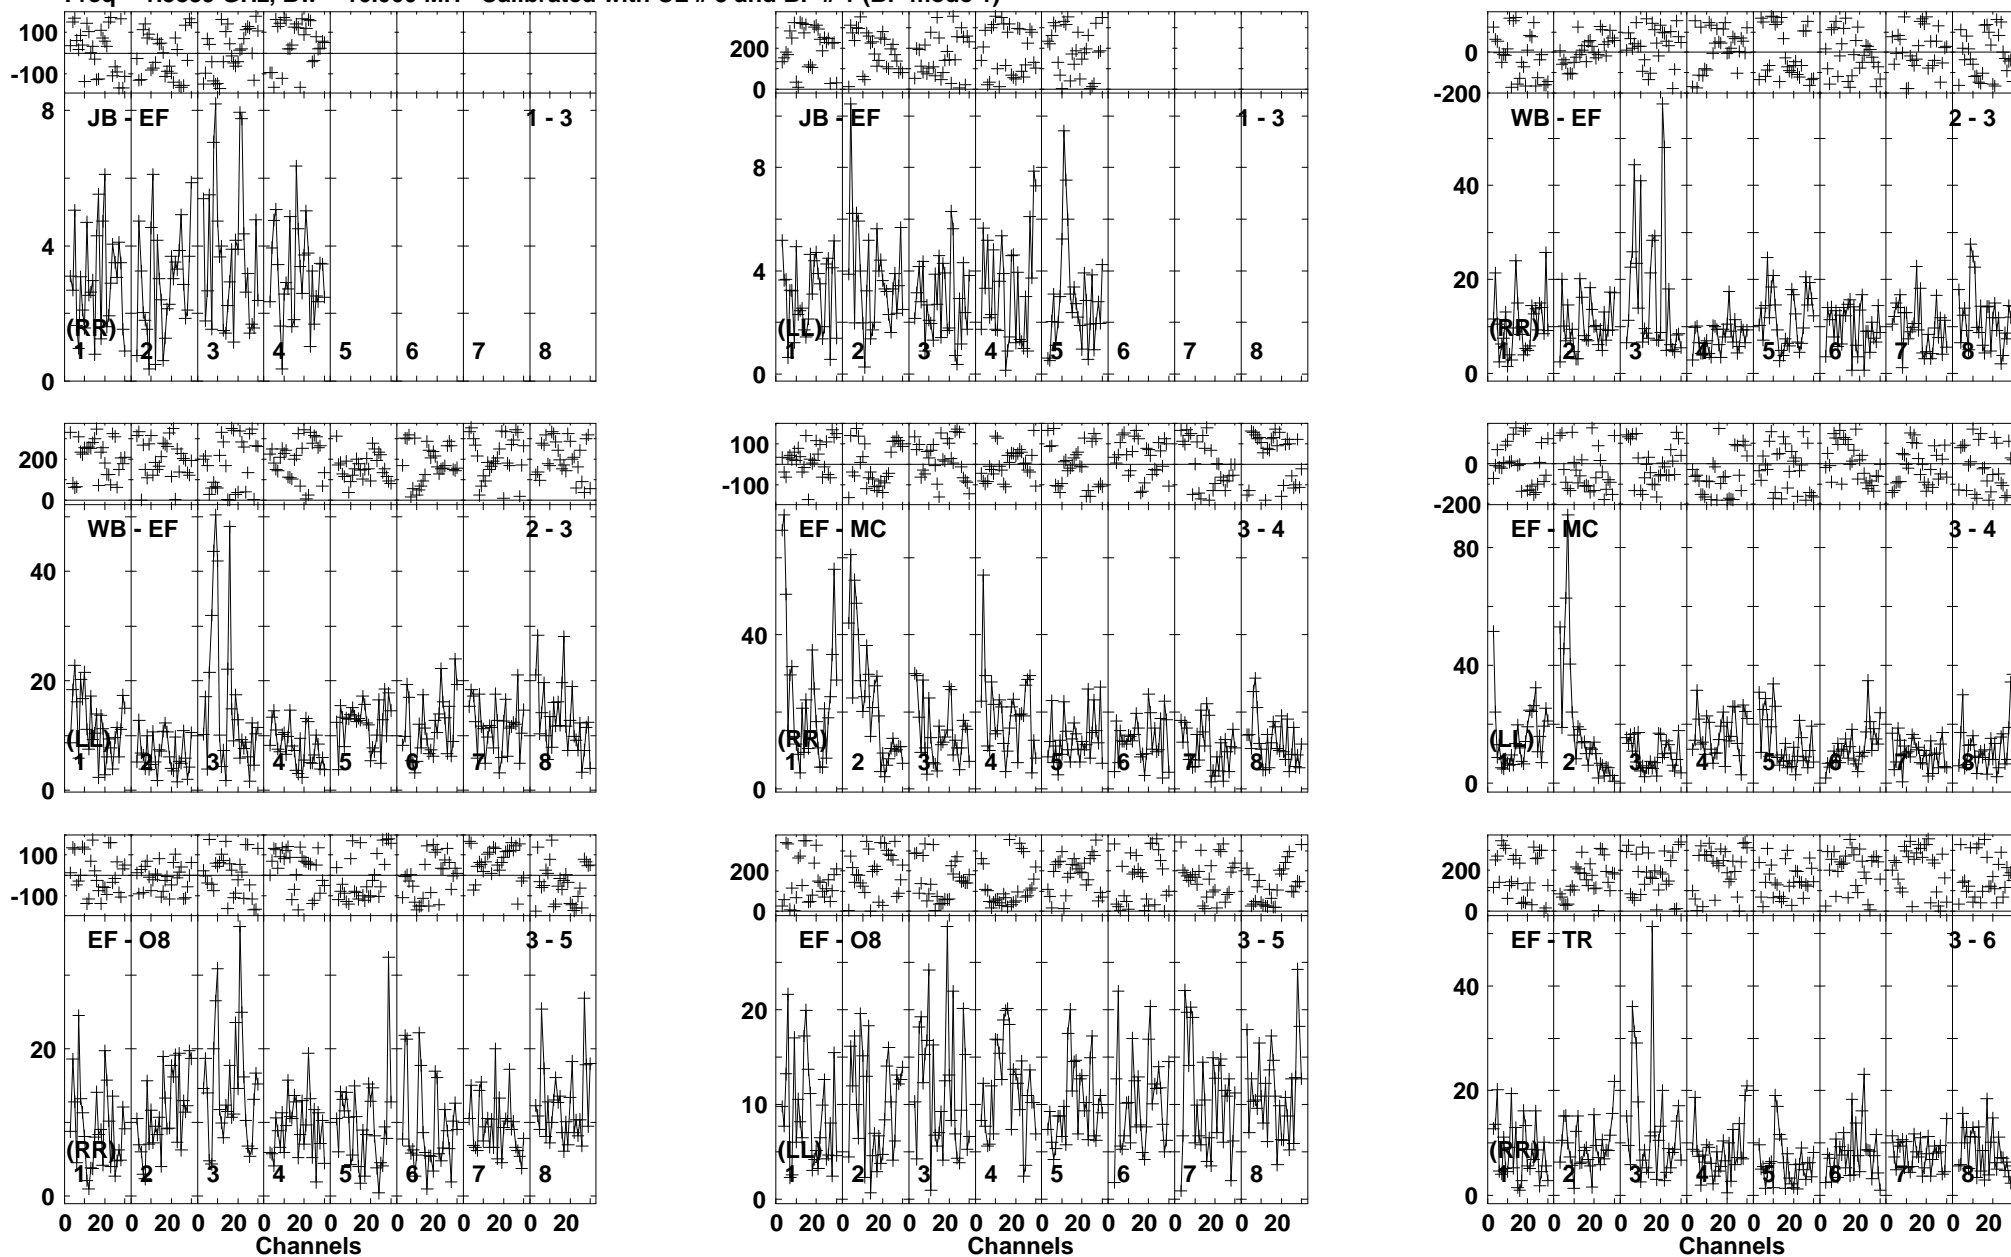 100 200 0
-100 0 -200
JB - EF 1 - 3
8
4
0
(RR)
1 2 3 4 5 6 7 8
JB - EF 1 - 3
8
4
0
(LL)
1 2 3 4 5 6 7 8
WB - EF 2 - 3
40
20
0
(RR)
1 2 3 4 5 6 7 8
200 100 0
0 -100 -200
WB - EF 2 - 3
40
20
0
(LL)
1 2 3 4 5 6 7 8
EF - MC 3 - 4
40
0
(RR)
1 2 3 4 5 6 7 8
EF - MC 3 - 4
80
40
0
(LL)
1 2 3 4 5 6 7 8
100 200 200
-100 0 0
EF - O8 3 - 5
20
0
(RR)
1 2 3 4 5 6 7 8
0 20 0 20 0 20 0 20 0 20 0 20 0 20 0 20
Channels
EF - O8 3 - 5
20
10
0
(LL)
1 2 3 4 5 6 7 8
0 20 0 20 0 20 0 20 0 20 0 20 0 20 0 20
Channels
EF - TR 3 - 6
40
20
0
(RR)
1 2 3 4 5 6 7 8
0 20 0 20 0 20 0 20 0 20 0 20 0 20 0 20
Channels